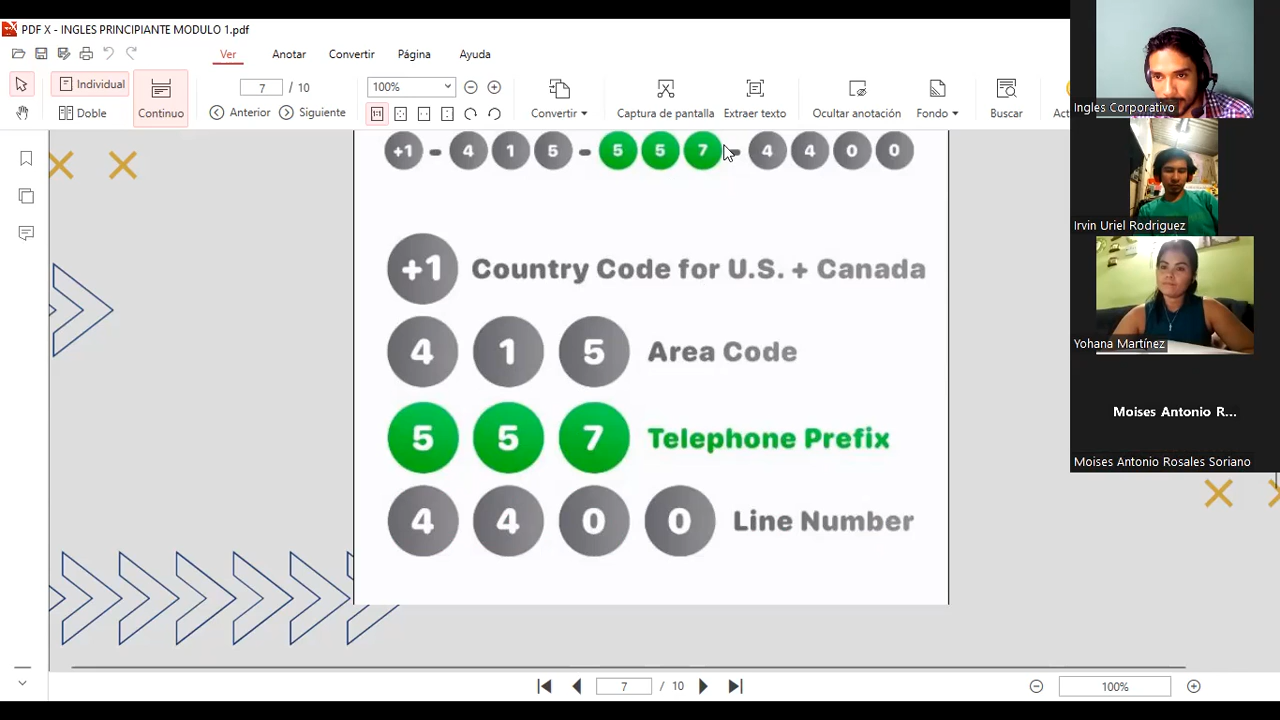 PDF X - INGLES PRINCIPIANTE MODULO 1.pdf
Ver Anotar Convertir Página Ayuda
Individual
Doble
Continuo
7 / 10
Anterior Siguiente
100%
Convertir
Captura de pantalla
Extraer texto
Ocultar anotación
Fondo
Buscar
+1 - 4 1 5 - 5 5 7 - 4 4 0 0
+1 Country Code for U.S. + Canada
4 1 5 Area Code
5 5 7 Telephone Prefix
4 4 0 0 Line Number
7 / 10
100%
Ingles Corporativo
Irvin Uriel Rodriguez
Yohana Martínez
Moises Antonio R...
Moises Antonio Rosales Soriano